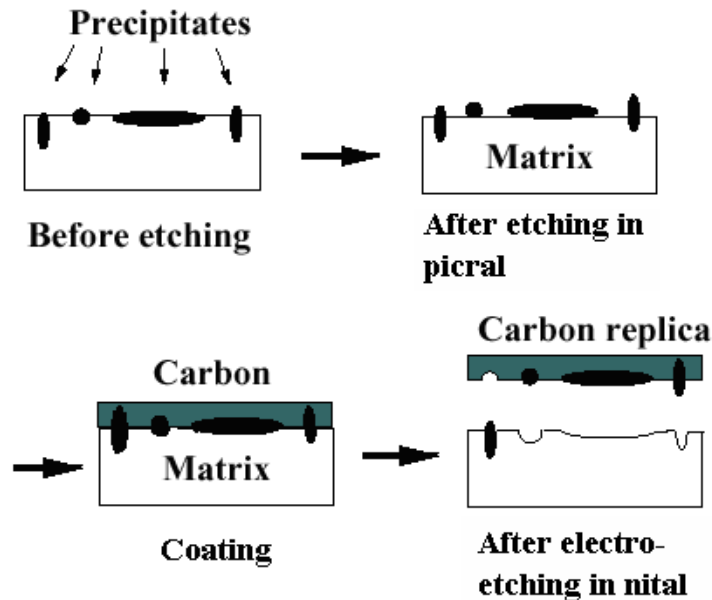 Precipitates
Matrix
Before etching
After etching in
picral
Carbon replica
Carbon
Matrix
Coating
After electro-
etching in nital